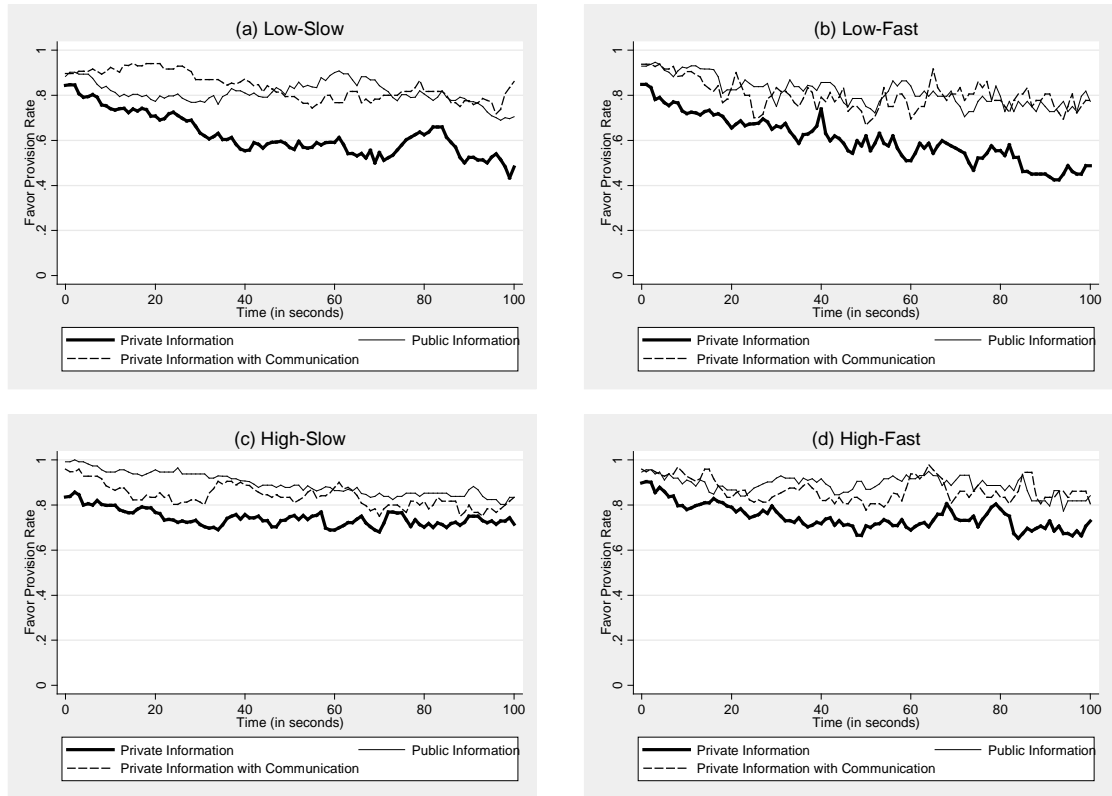 (a) Low-Slow
Favor Provision Rate
0 .2 .4 .6 .8 1
0 20 40 60 80 100
Time (in seconds)
Private Information Public Information
Private Information with Communication
(b) Low-Fast
Favor Provision Rate
0 .2 .4 .6 .8 1
0 20 40 60 80 100
Time (in seconds)
Private Information Public Information
Private Information with Communication
(c) High-Slow
Favor Provision Rate
0 .2 .4 .6 .8 1
0 20 40 60 80 100
Time (in seconds)
Private Information Public Information
Private Information with Communication
(d) High-Fast
Favor Provision Rate
0 .2 .4 .6 .8 1
0 20 40 60 80 100
Time (in seconds)
Private Information Public Information
Private Information with Communication